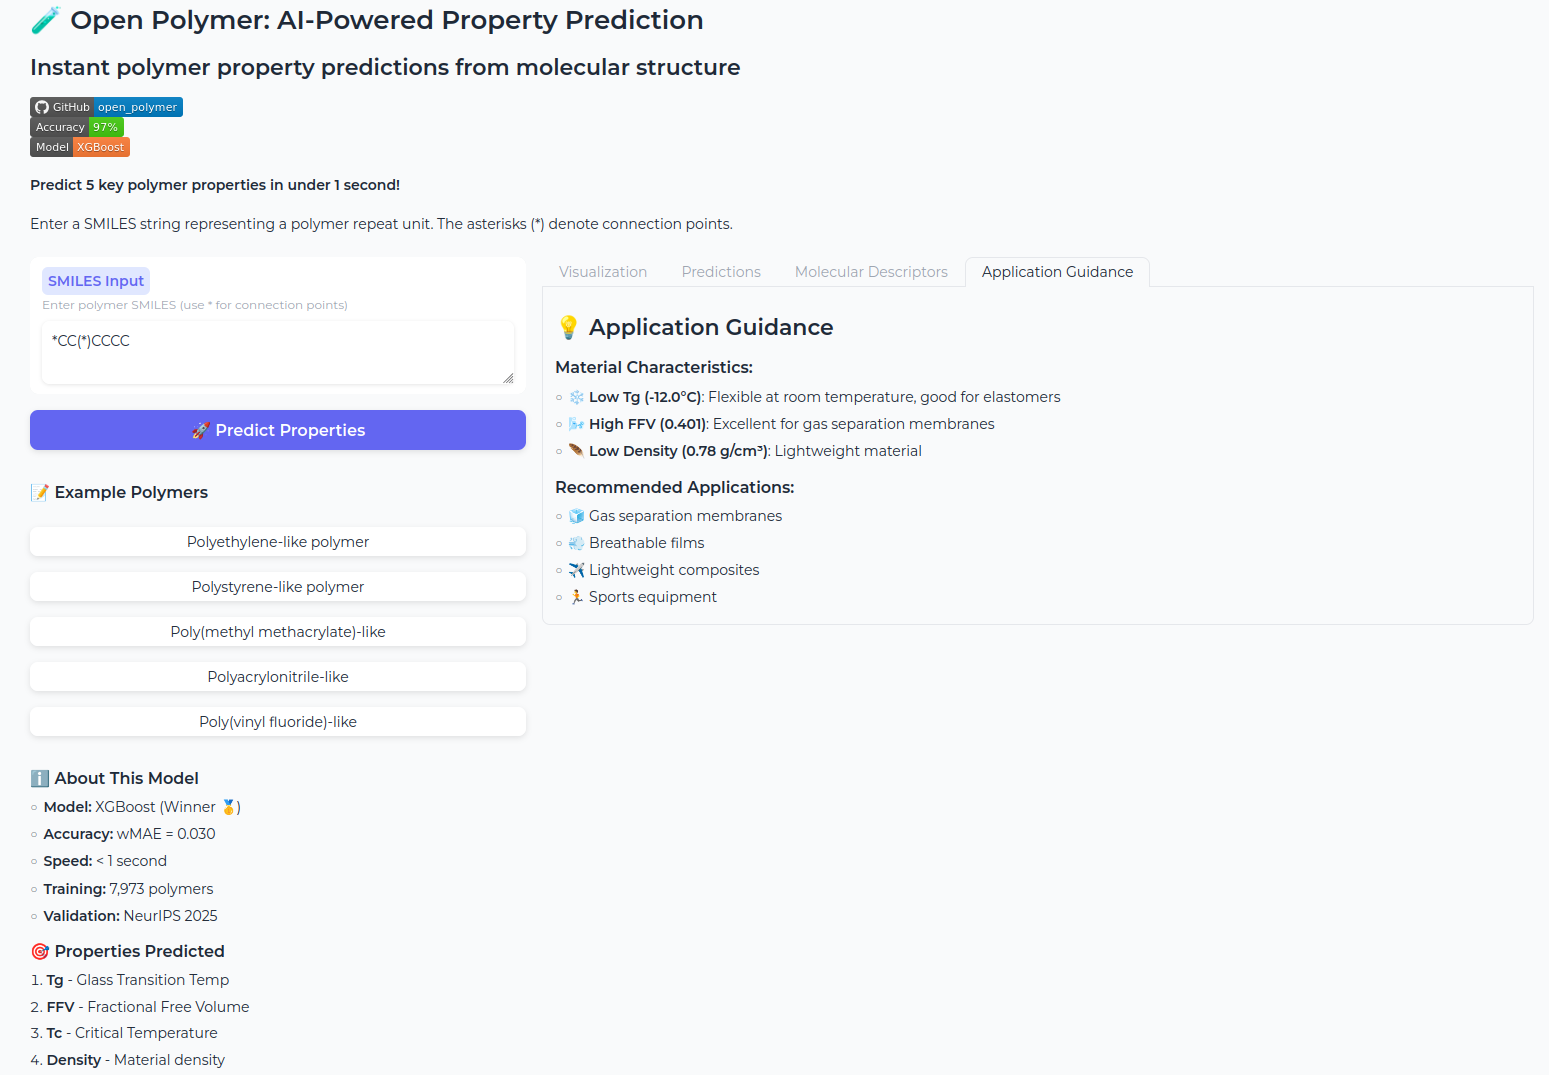 🧪 Open Polymer: AI-Powered Property Prediction
Instant polymer property predictions from molecular structure
GitHub open_polymer
Accuracy 97%
Model XGBoost
Predict 5 key polymer properties in under 1 second!
Enter a SMILES string representing a polymer repeat unit. The asterisks (*) denote connection points.
SMILES Input
Enter polymer SMILES (use * for connection points)
*CC(*)CCCC
🚀 Predict Properties
📝 Example Polymers
Polyethylene-like polymer
Polystyrene-like polymer
Poly(methyl methacrylate)-like
Polyacrylonitrile-like
Poly(vinyl fluoride)-like
ℹ️ About This Model
Model: XGBoost (Winner 🥇)
Accuracy: wMAE = 0.030
Speed: < 1 second
Training: 7,973 polymers
Validation: NeurIPS 2025
🎯 Properties Predicted
1. Tg - Glass Transition Temp
2. FFV - Fractional Free Volume
3. Tc - Critical Temperature
4. Density - Material density
Visualization Predictions Molecular Descriptors Application Guidance
💡 Application Guidance
Material Characteristics:
❄️ Low Tg (-12.0°C): Flexible at room temperature, good for elastomers
🌬️ High FFV (0.401): Excellent for gas separation membranes
🪶 Low Density (0.78 g/cm³): Lightweight material
Recommended Applications:
🧊 Gas separation membranes
💨 Breathable films
✈️ Lightweight composites
🏃 Sports equipment